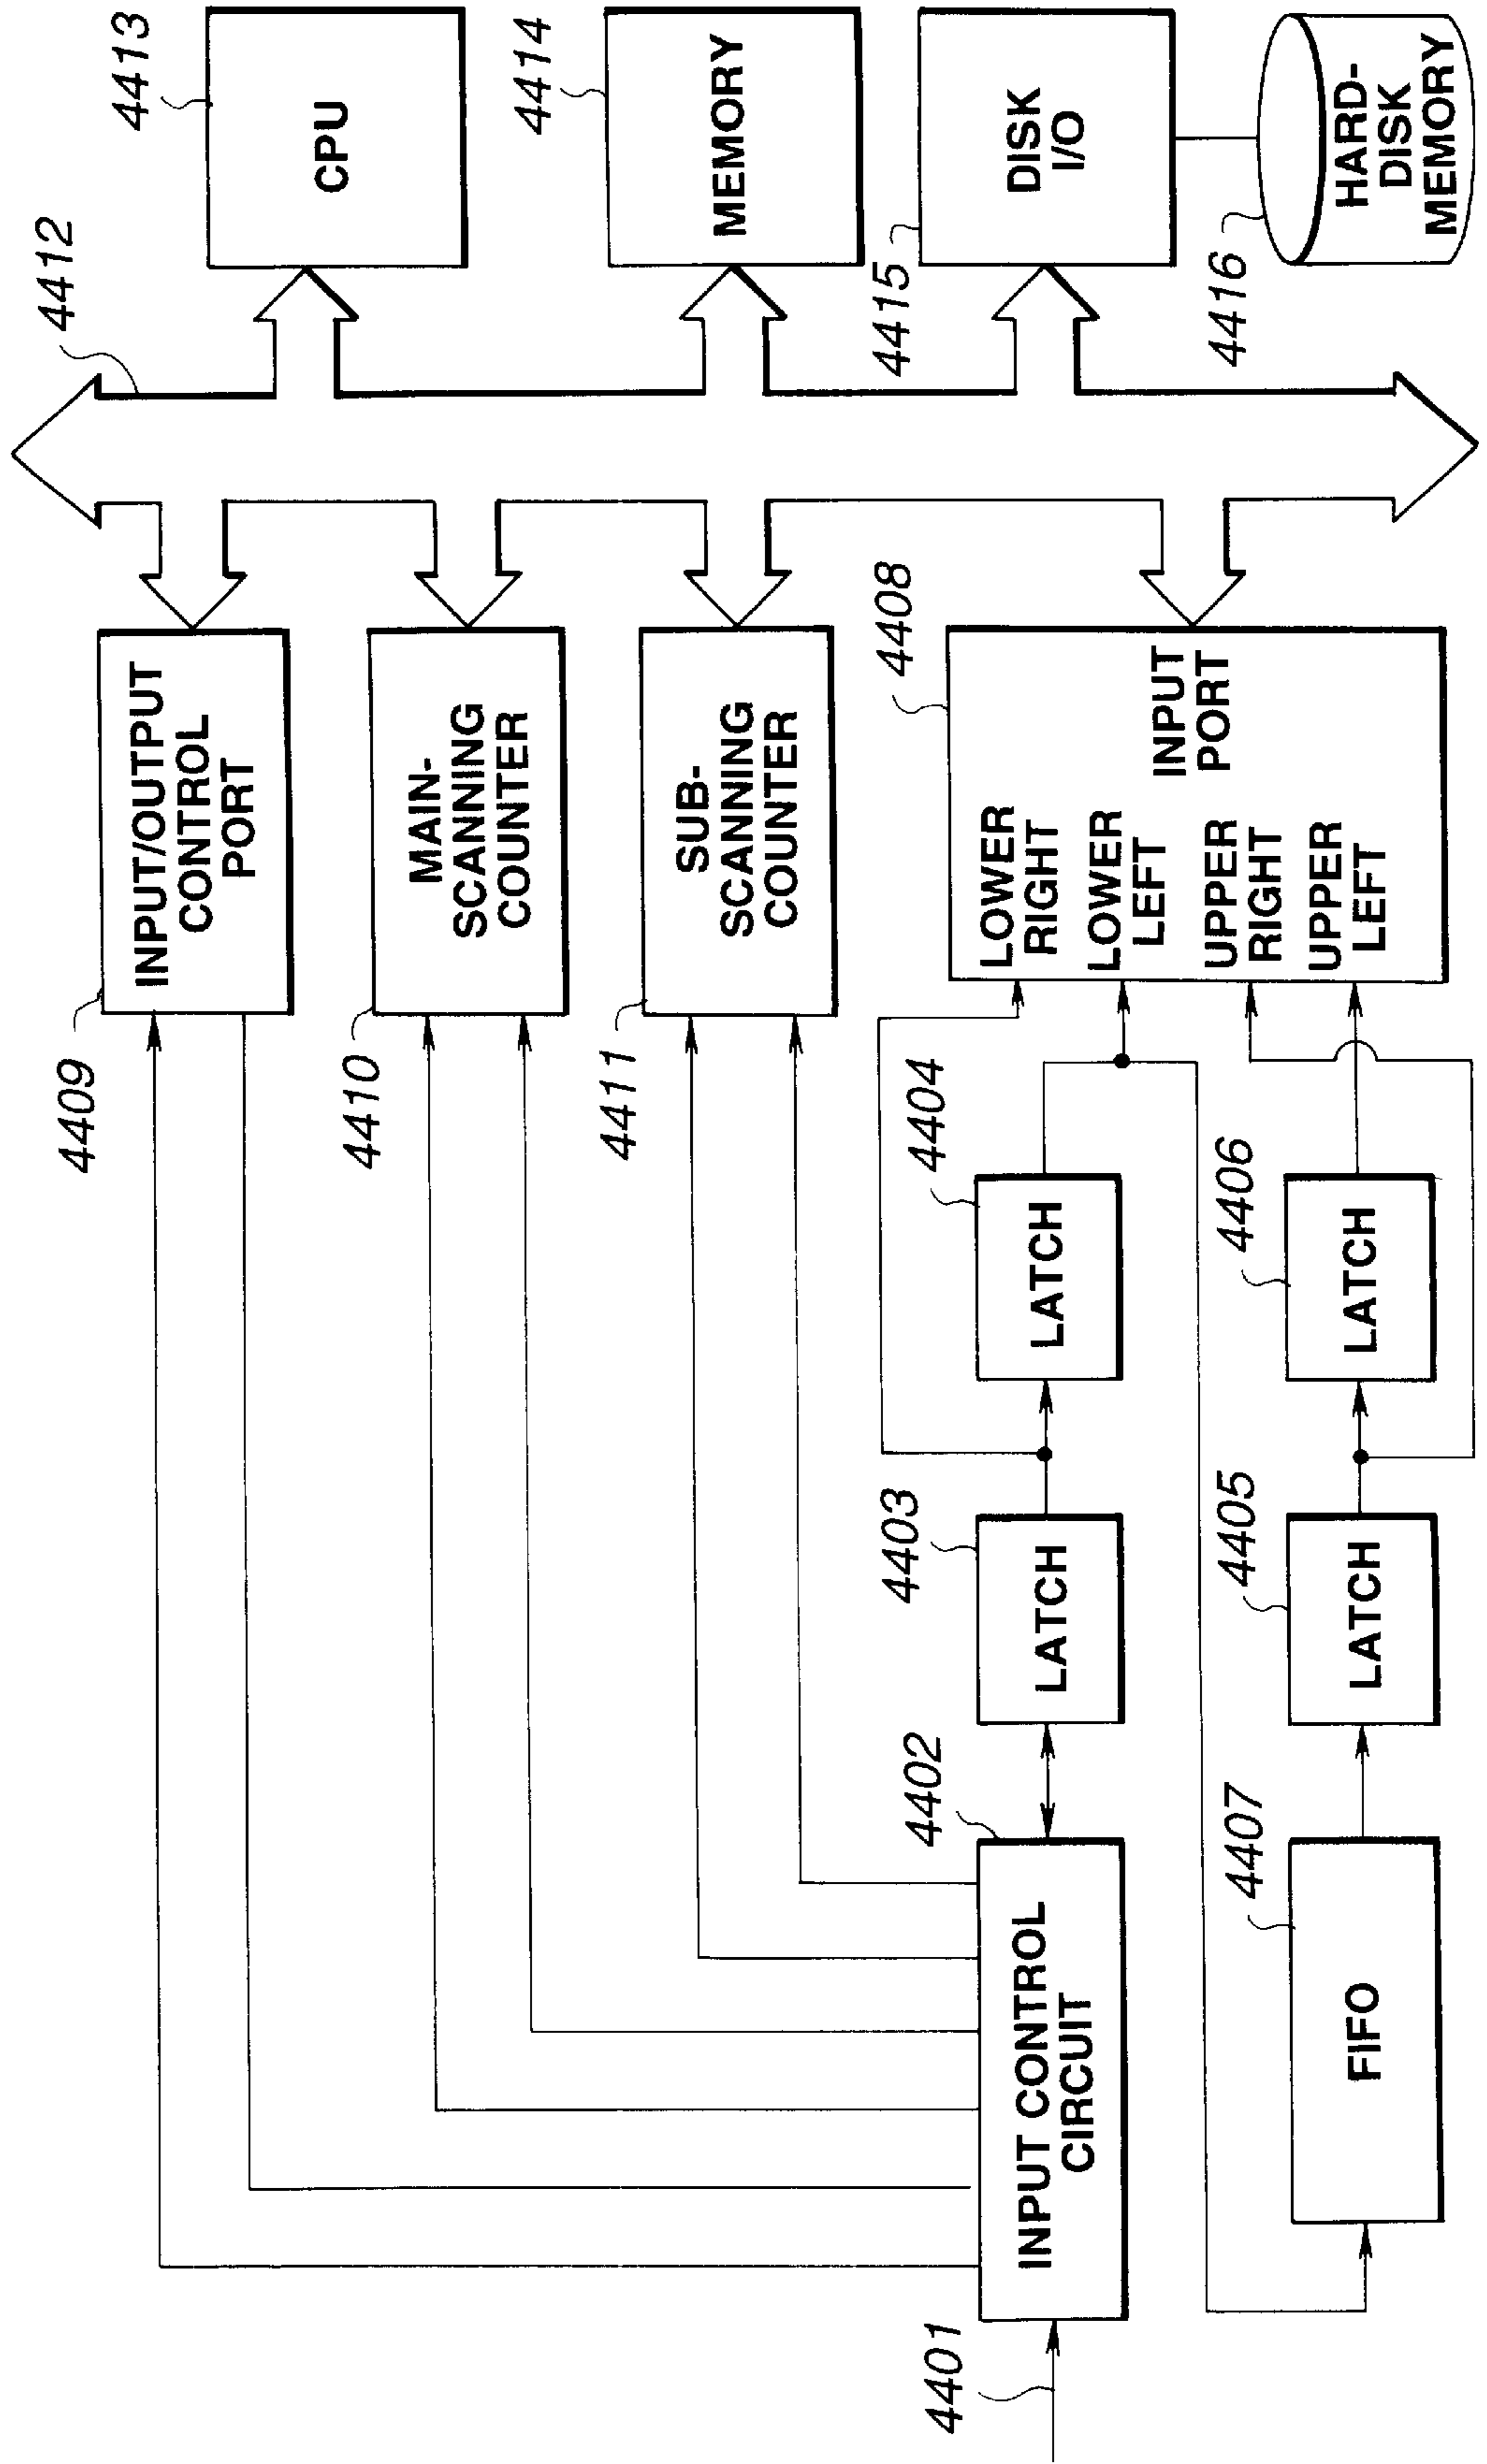 4409
INPUT/OUTPUT
CONTROL
PORT
4412
4413
CPU
4410
MAIN-
SCANNING
COUNTER
4414
MEMORY
4411
SUB-
SCANNING
COUNTER
4415
DISK
I/O
4416
HARD-
DISK
MEMORY
4401
4402
INPUT CONTROL
CIRCUIT
4403
LATCH
4404
LATCH
4408
LOWER
RIGHT
LOWER
LEFT
UPPER
RIGHT
UPPER
LEFT
INPUT
PORT
4407
FIFO
4405
LATCH
4406
LATCH